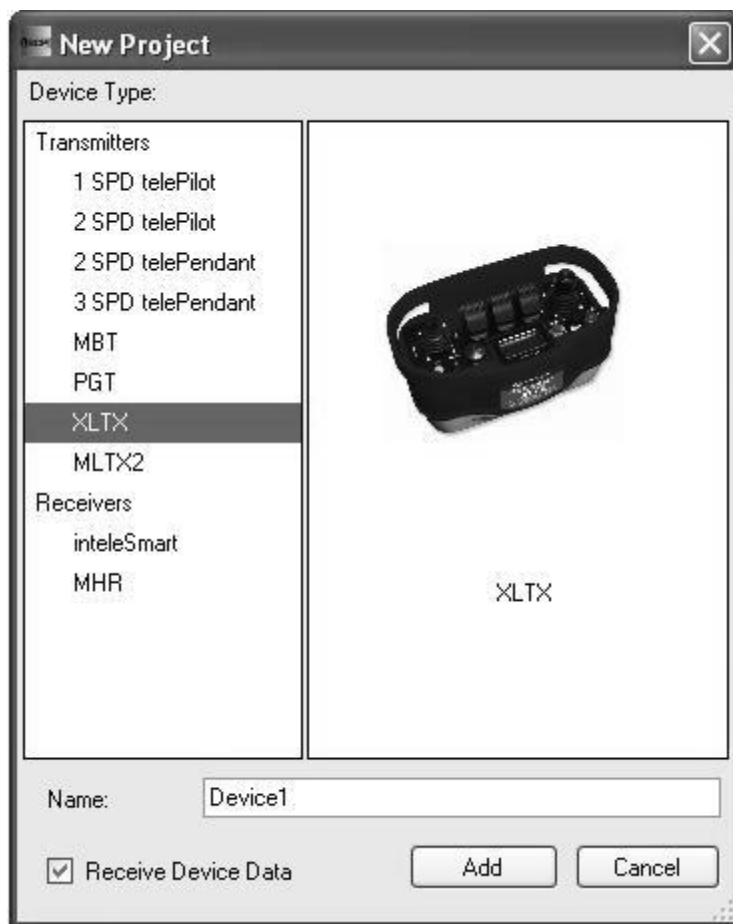 New Project
Device Type:
Transmitters
1 SPD telePilot
2 SPD telePilot
2 SPD telePendant
3 SPD telePendant
MBT
PGT
XLTX
MLTX2
Receivers
inteleSmart
MHR
XLTX
Name:
Device1
Receive Device Data
Add
Cancel